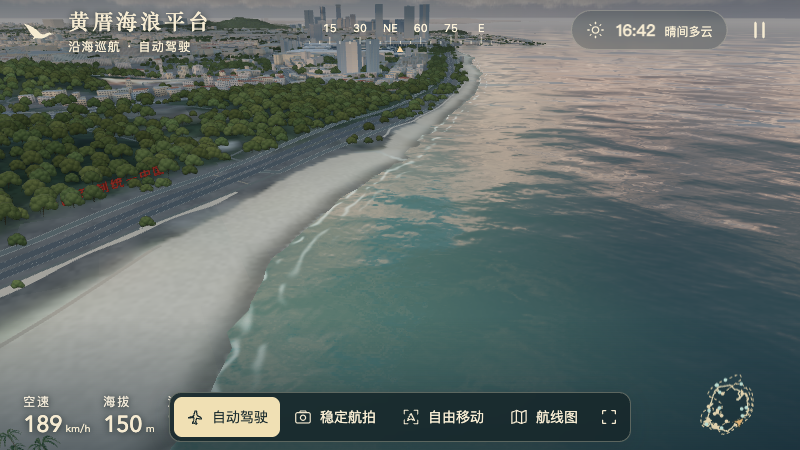 黄厝海浪平台
沿海巡航 · 自动驾驶
15 30 NE 60 75 E
16:42 晴间多云
空速 海拔
189 km/h 150 m
自动驾驶 稳定航拍 自由移动 航线图